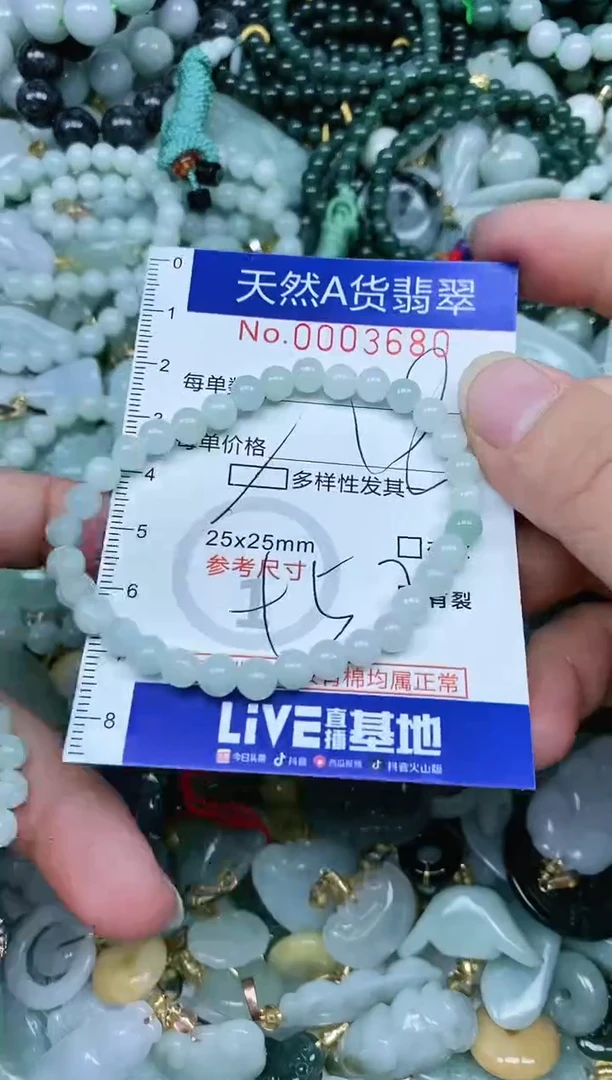 0
天然A货翡翠
1
No.0003680
2
每单
单价格
4
多样性发其
5
25x25mm
参考尺寸
6
有裂
有棉均属正常
8
LiVE直播基地
今日头条 抖音 西瓜视频 抖音火山版